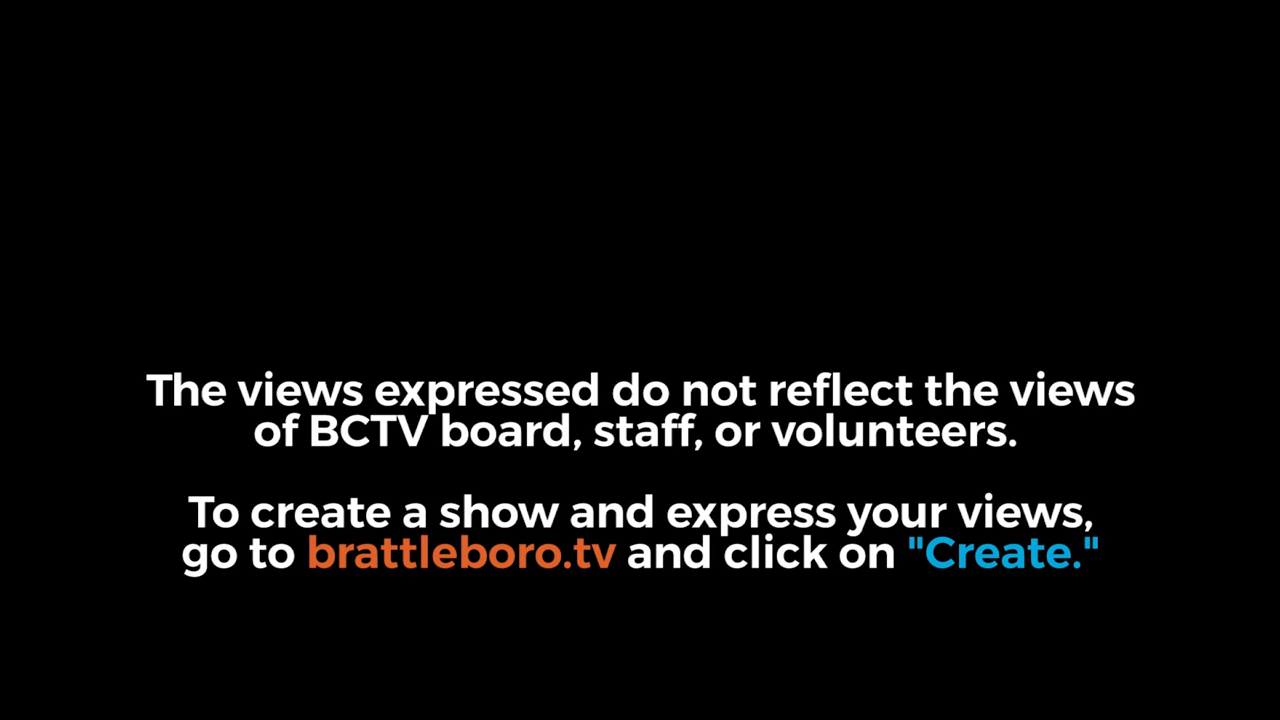 The views expressed do not reflect the views
of BCTV board, staff, or volunteers.
To create a show and express your views,
go to brattleboro.tv and click on "Create."